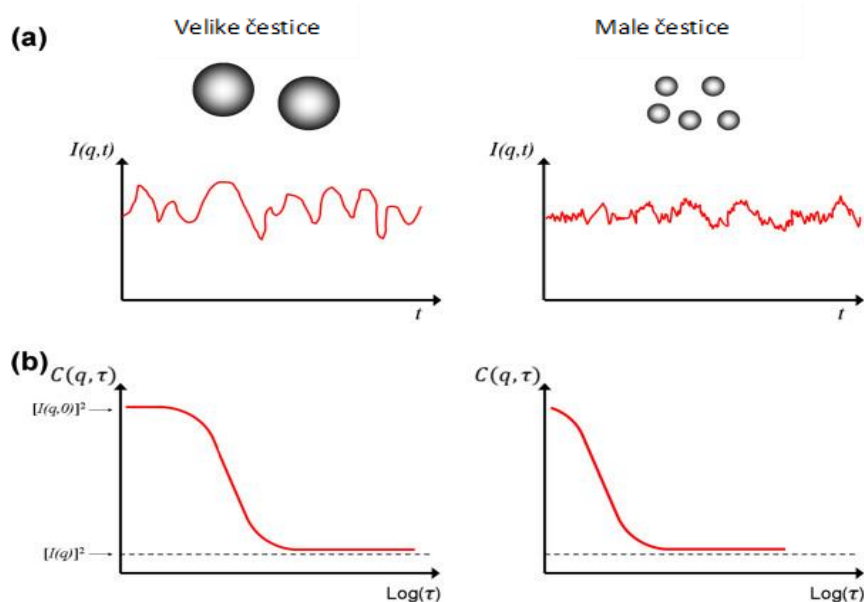 (a)
Velike čestice
Male čestice
I(q,t)
I(q,t)
t
t
(b)
C(q,τ)
C(q,τ)
[I(q,0)]²
[I(q)]²
Log(τ)
Log(τ)